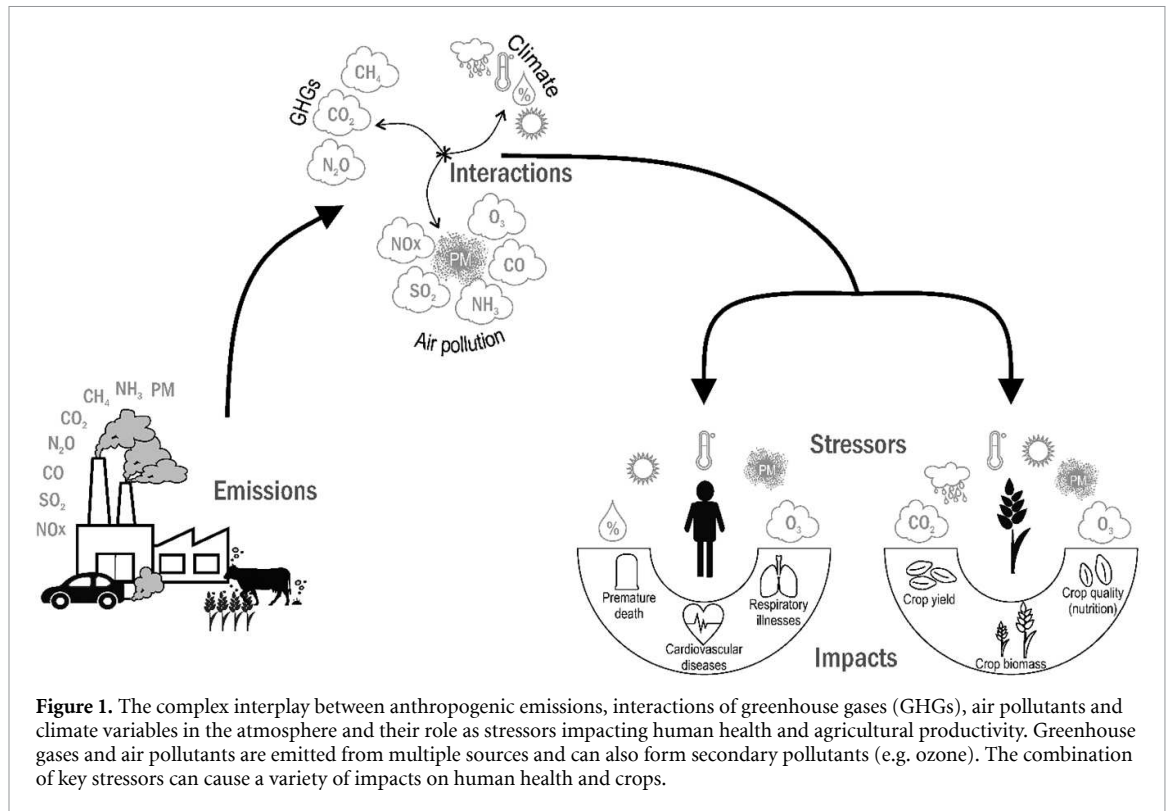 GHGs
CH₄
CO₂
N₂O
Climate
%
Interactions
O₃
NOx
PM
CO
SO₂
NH₃
Air pollution
CH₄ NH₃ PM
CO₂
N₂O
CO
SO₂
NOx
Emissions
Stressors
PM
%
O₃
Premature
death
Cardiovascular
diseases
Respiratory
illnesses
Impacts
CO₂
PM
O₃
Crop yield
Crop biomass
Crop quality
(nutrition)
Figure 1. The complex interplay between anthropogenic emissions, interactions of greenhouse gases (GHGs), air pollutants and
climate variables in the atmosphere and their role as stressors impacting human health and agricultural productivity. Greenhouse
gases and air pollutants are emitted from multiple sources and can also form secondary pollutants (e.g. ozone). The combination
of key stressors can cause a variety of impacts on human health and crops.